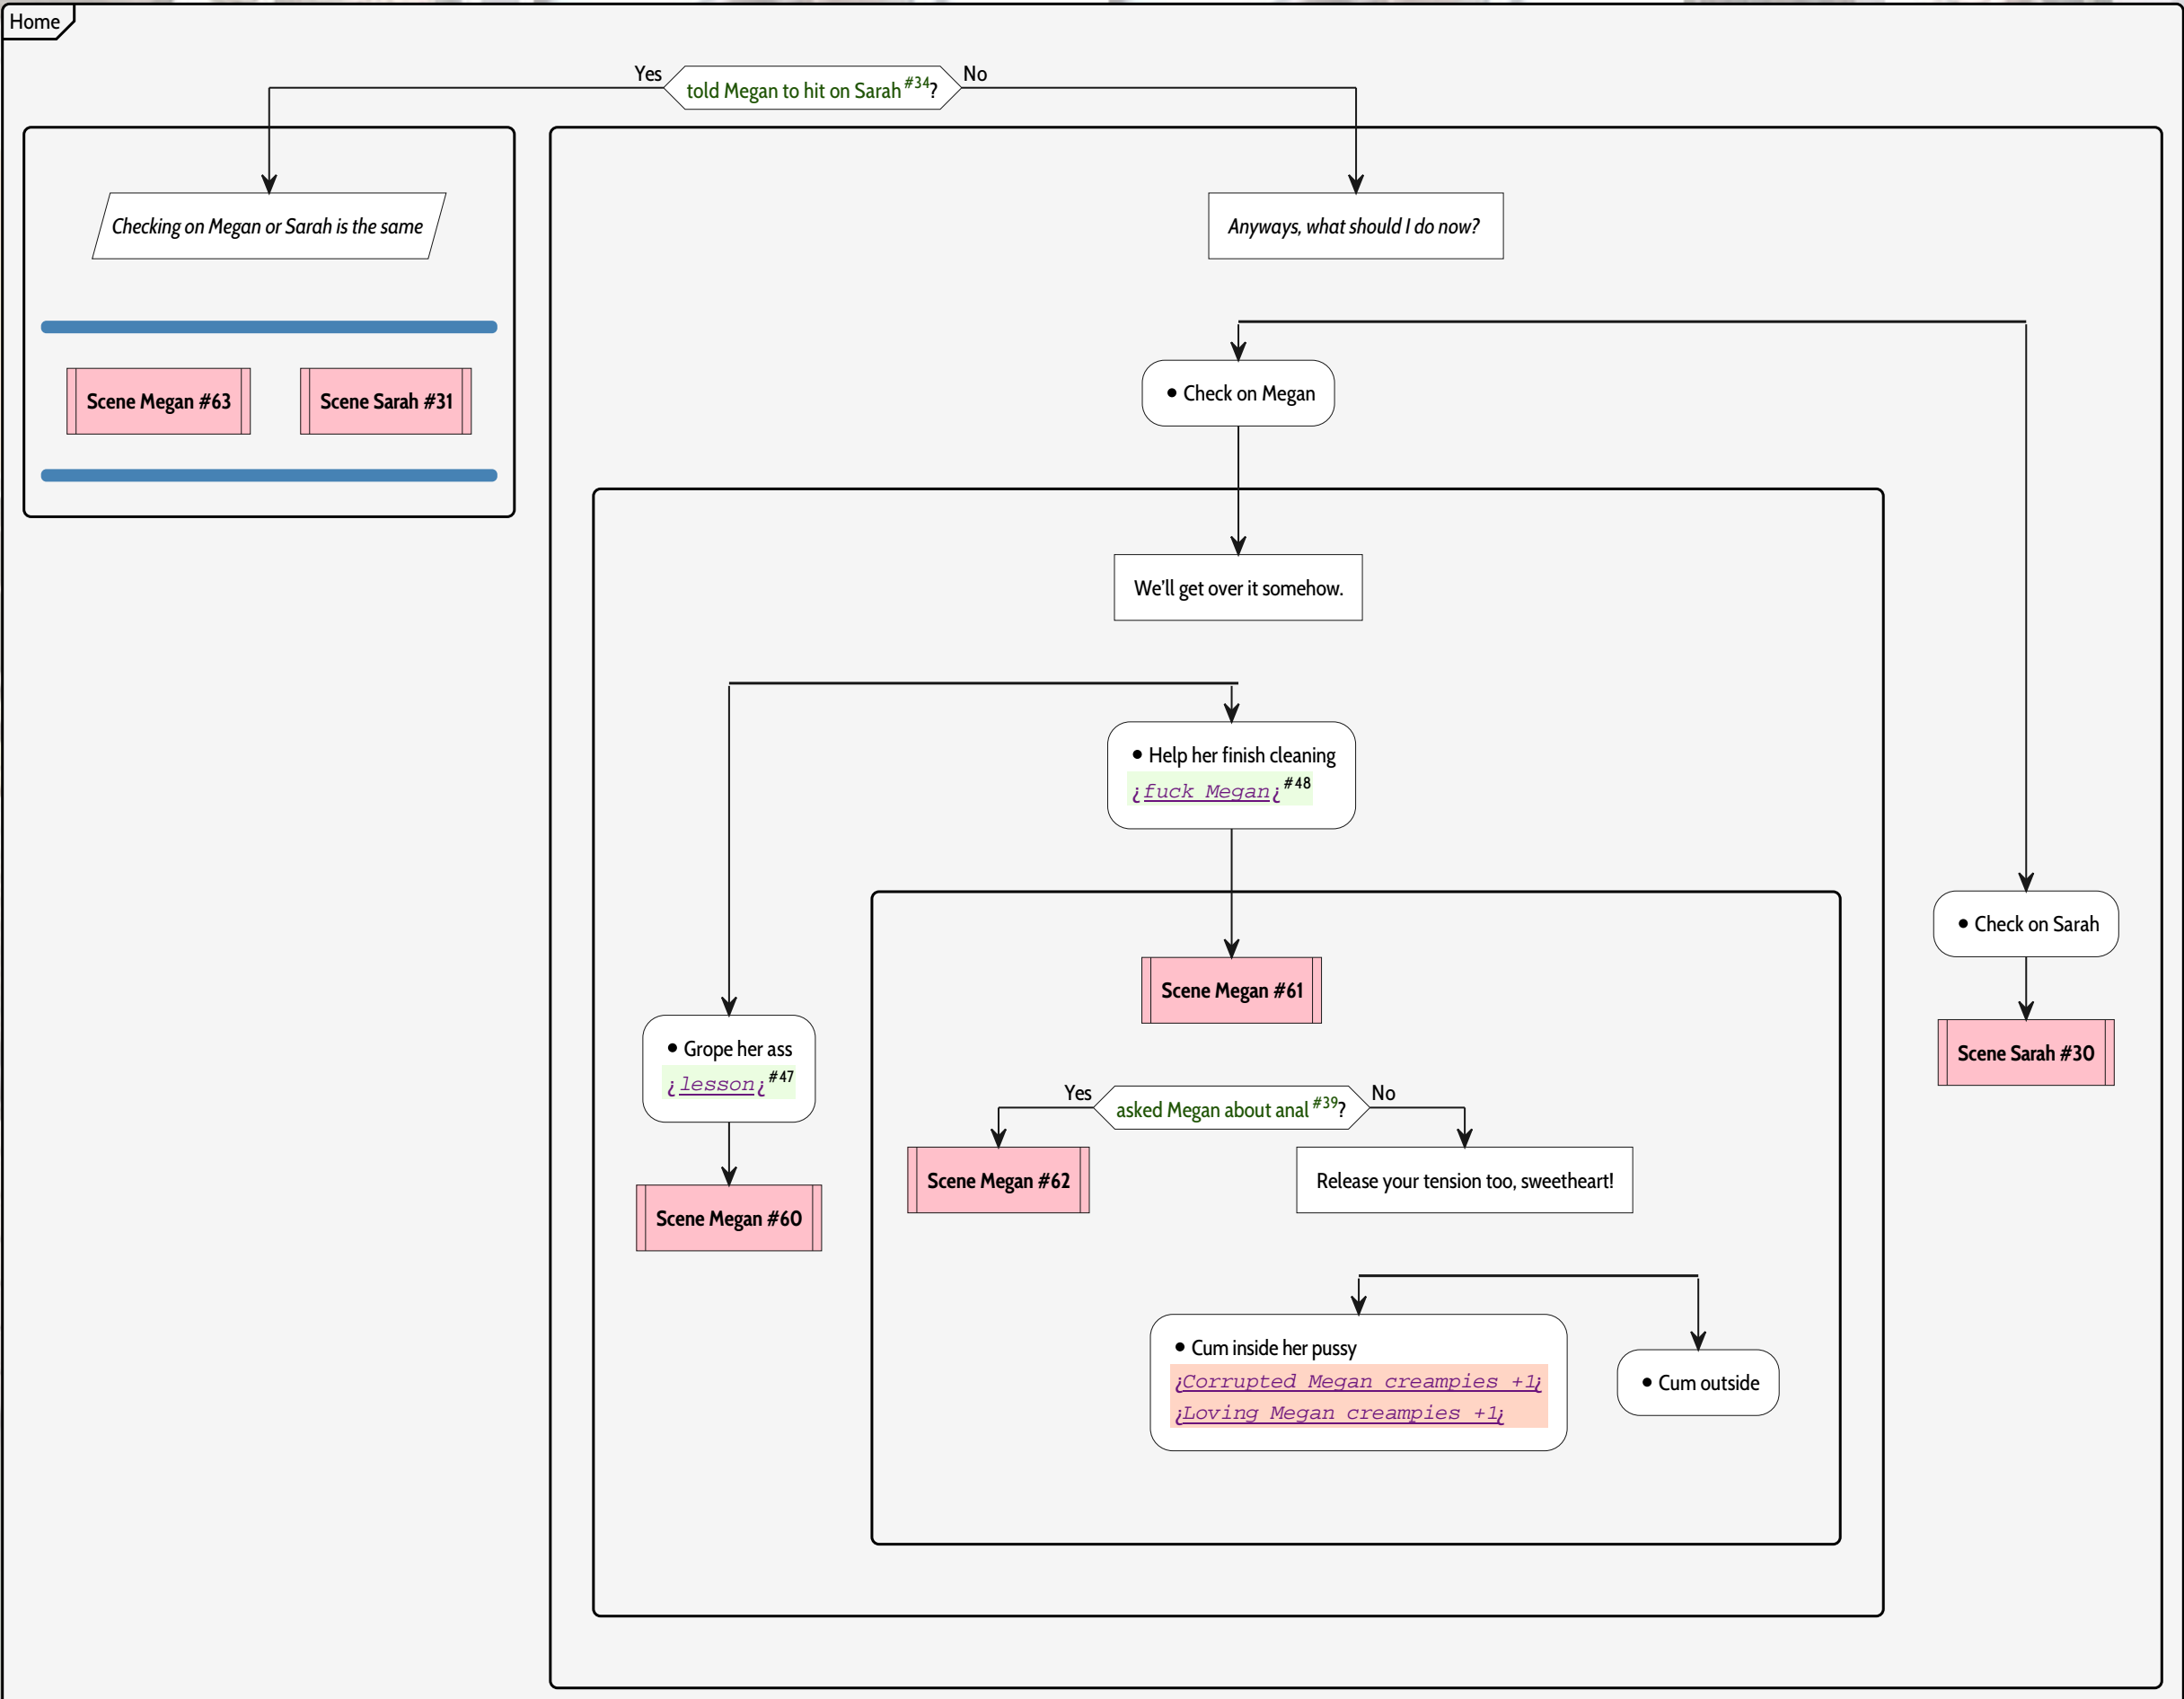 Home
Yes
told Megan to hit on Sarah #34?
No
Checking on Megan or Sarah is the same
Scene Megan #63
Scene Sarah #31
Anyways, what should I do now?
• Check on Megan
We'll get over it somehow.
• Grope her ass
¿lesson¿ #47
Scene Megan #60
• Help her finish cleaning
¿fuck Megan¿ #48
Scene Megan #61
Yes
asked Megan about anal #39?
No
Scene Megan #62
Release your tension too, sweetheart!
• Cum inside her pussy
¿Corrupted Megan creampies +1¿
¿Loving Megan creampies +1¿
• Cum outside
• Check on Sarah
Scene Sarah #30